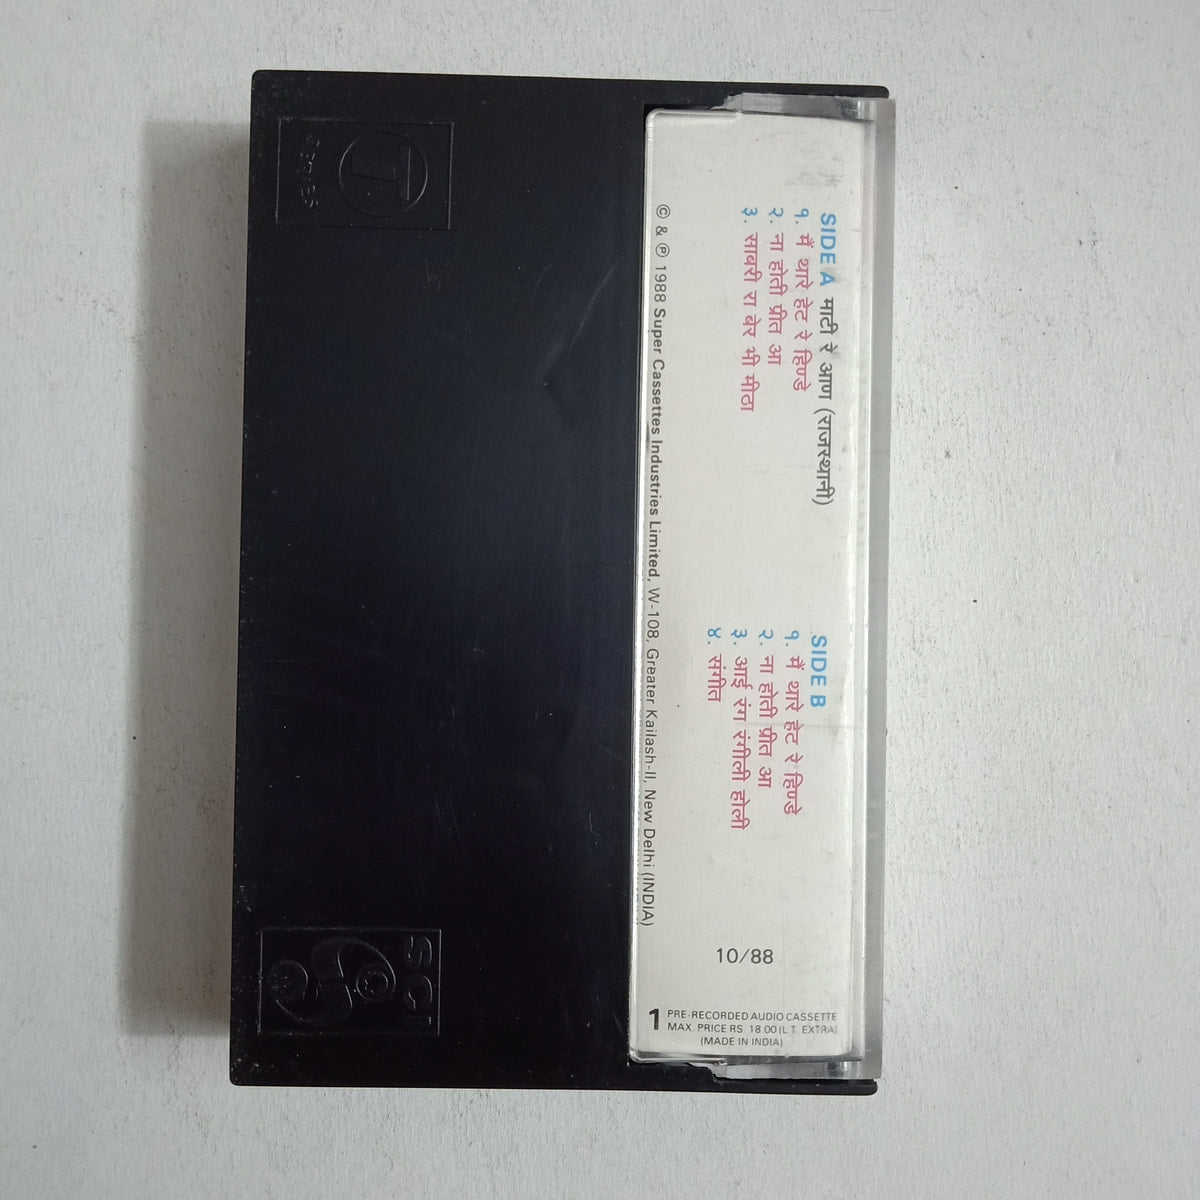 SIDE A माटी रे आण (राजस्थानी)
१. मैं थारे हेट रे हिण्डे
२. ना होती प्रीत आ
३. साबरी रा बेर भी मीठा
SIDE B
१. मैं थारे हेट रे हिण्डे
२. ना होती प्रीत आ
३. आई रंग रंगीली होली
४. संगीत
© & ℗ 1988 Super Cassettes Industries Limited, W-108, Greater Kailash-II, New Delhi (INDIA)
10/88
1 PRE-RECORDED AUDIO CASSETTE
MAX. PRICE RS. 18.00 (L.T. EXTRA)
(MADE IN INDIA)
T
SERIES
SCI